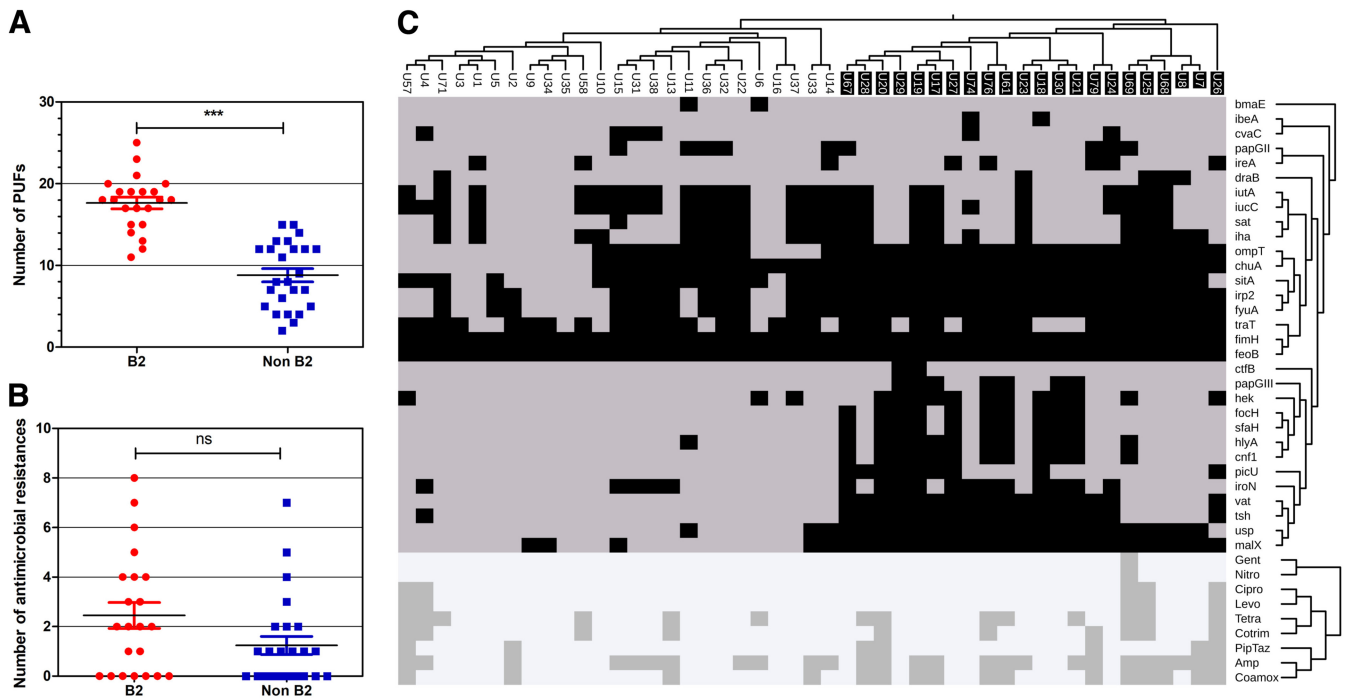 A
Number of PUFs
30
20
10
0
***
B2
Non B2
B
Number of antimicrobial resistances
10
8
6
4
2
0
ns
B2
Non B2
C
U57 U4 U71 U3 U1 U5 U2 U9 U34 U35 U58 U10 U15 U31 U38 U13 U11 U36 U32 U22 U6 U16 U37 U33 U14 U67 U28 U20 U29 U19 U17 U27 U74 U76 U61 U23 U18 U30 U21 U79 U24 U69 U25 U68 U8 U7 U26
bmaE
ibeA
cvaC
papGII
ireA
draB
iutA
iucC
sat
iha
ompT
chuA
sitA
irp2
fyuA
traT
fimH
feoB
ctfB
papGIII
hek
focH
sfaH
hlyA
cnf1
picU
iroN
vat
tsh
usp
malX
Gent
Nitro
Cipro
Levo
Tetra
Cotrim
PipTaz
Amp
Coamox